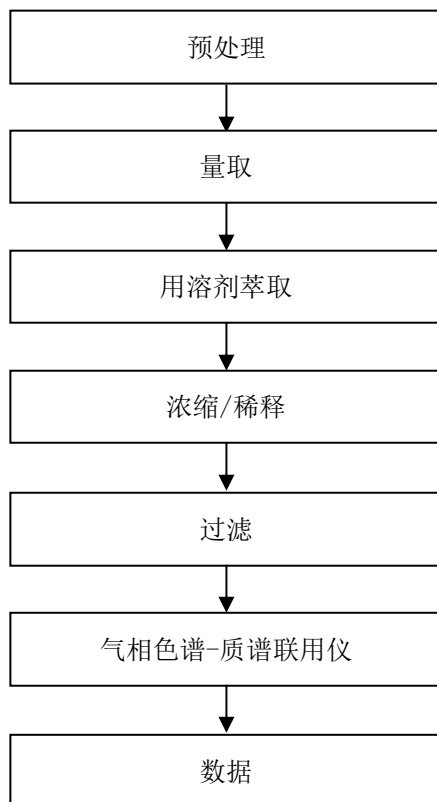 预处理
量取
用溶剂萃取
浓缩/稀释
过滤
气相色谱-质谱联用仪
数据